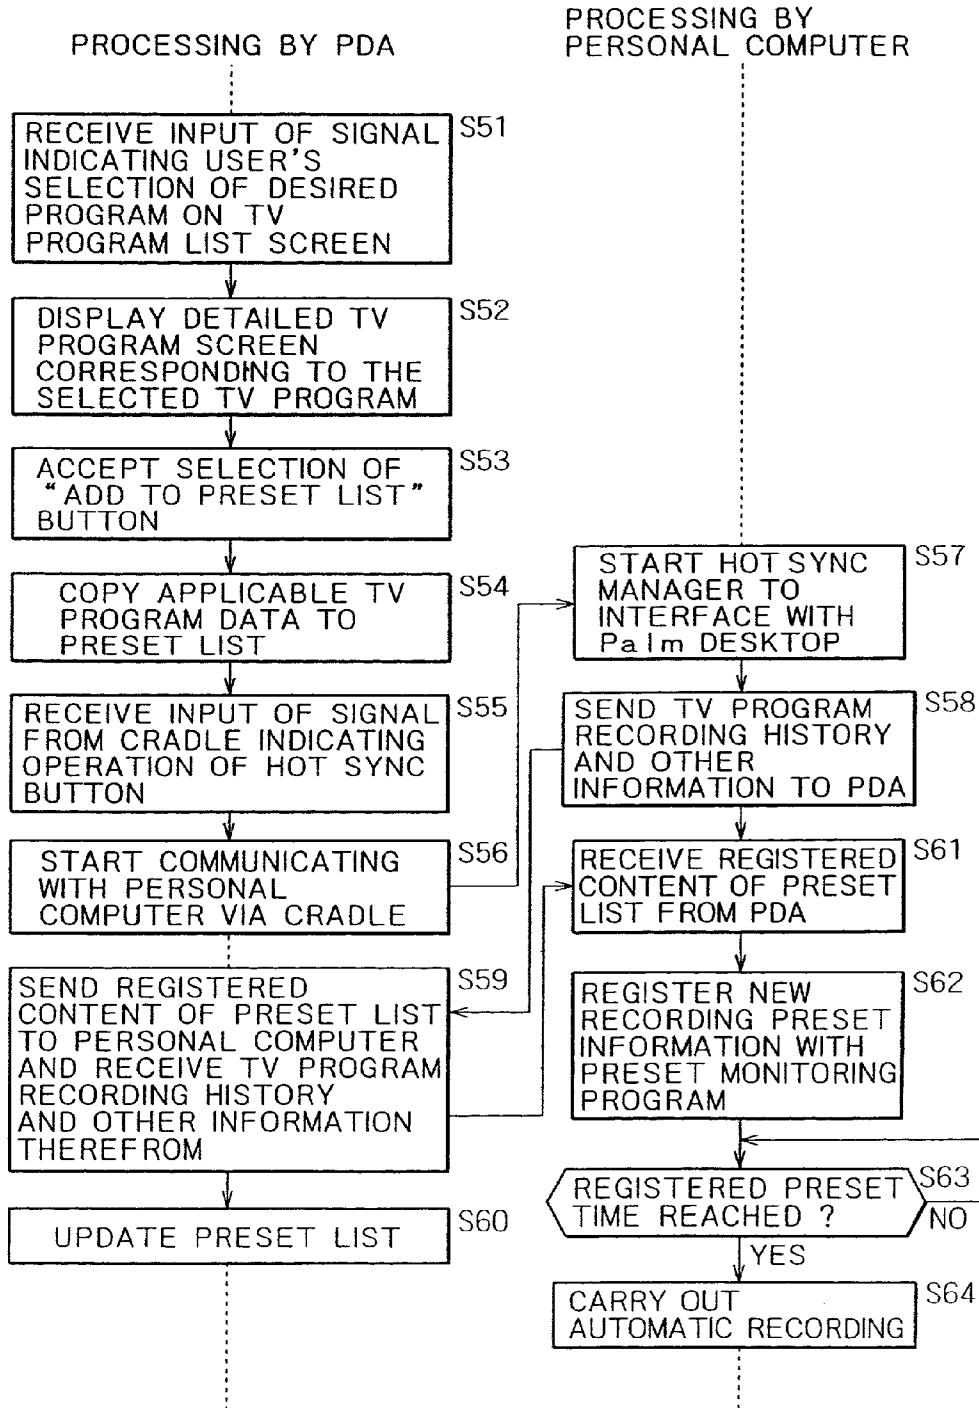 PROCESSING BY PDA
S51
RECEIVE INPUT OF SIGNAL
INDICATING USER'S
SELECTION OF DESIRED
PROGRAM ON TV
PROGRAM LIST SCREEN
S52
DISPLAY DETAILED TV
PROGRAM SCREEN
CORRESPONDING TO THE
SELECTED TV PROGRAM
S53
ACCEPT SELECTION OF
"ADD TO PRESET LIST"
BUTTON
S54
COPY APPLICABLE TV
PROGRAM DATA TO
PRESET LIST
S55
RECEIVE INPUT OF SIGNAL
FROM CRADLE INDICATING
OPERATION OF HOT SYNC
BUTTON
S56
START COMMUNICATING
WITH PERSONAL
COMPUTER VIA CRADLE
S59
SEND REGISTERED
CONTENT OF PRESET LIST
TO PERSONAL COMPUTER
AND RECEIVE TV PROGRAM
RECORDING HISTORY
AND OTHER INFORMATION
THEREFROM
S60
UPDATE PRESET LIST
PROCESSING BY
PERSONAL COMPUTER
S57
START HOT SYNC
MANAGER TO
INTERFACE WITH
Palm DESKTOP
S58
SEND TV PROGRAM
RECORDING HISTORY
AND OTHER
INFORMATION TO PDA
S61
RECEIVE REGISTERED
CONTENT OF PRESET
LIST FROM PDA
S62
REGISTER NEW
RECORDING PRESET
INFORMATION WITH
PRESET MONITORING
PROGRAM
S63
REGISTERED PRESET
TIME REACHED ?
NO
YES
S64
CARRY OUT
AUTOMATIC RECORDING